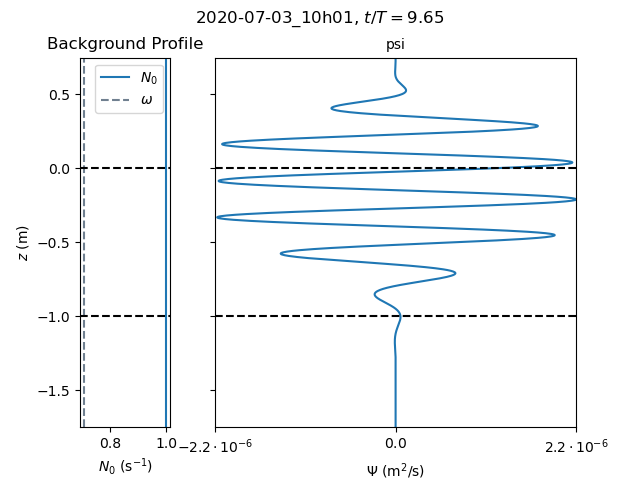 2020-07-03_10h01, t/T = 9.65
Background Profile
psi
N₀
ω
0.5
0.0
−0.5
−1.0
−1.5
z (m)
0.8
1.0
−2.2 · 10⁻⁶
0.0
2.2 · 10⁻⁶
N₀ (s⁻¹)
Ψ (m²/s)